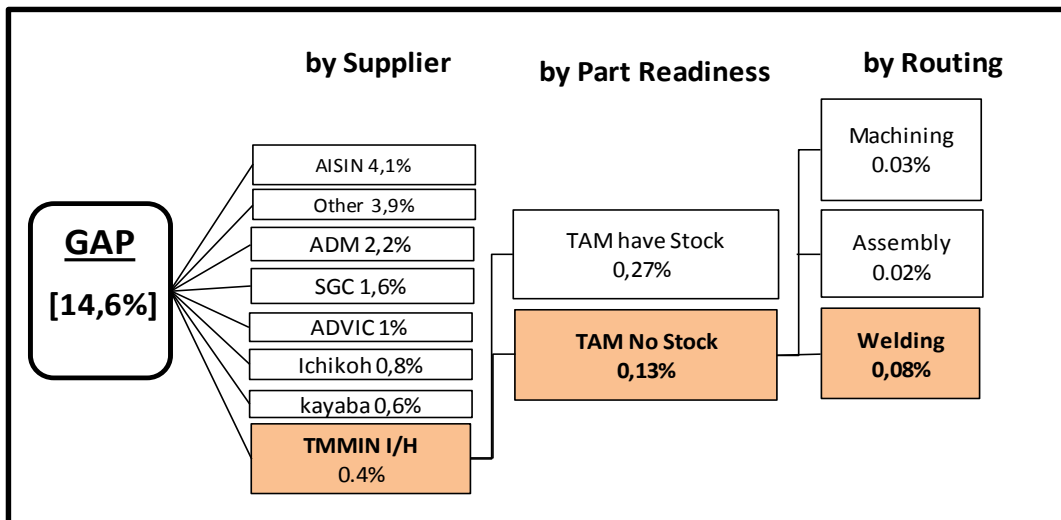 by Supplier
by Part Readiness
by Routing
GAP
[14,6%]
AISIN 4,1%
Other 3,9%
ADM 2,2%
SGC 1,6%
ADVIC 1%
Ichikoh 0,8%
kayaba 0,6%
TMMIN I/H
0.4%
TAM have Stock
0,27%
TAM No Stock
0,13%
Machining
0.03%
Assembly
0.02%
Welding
0,08%